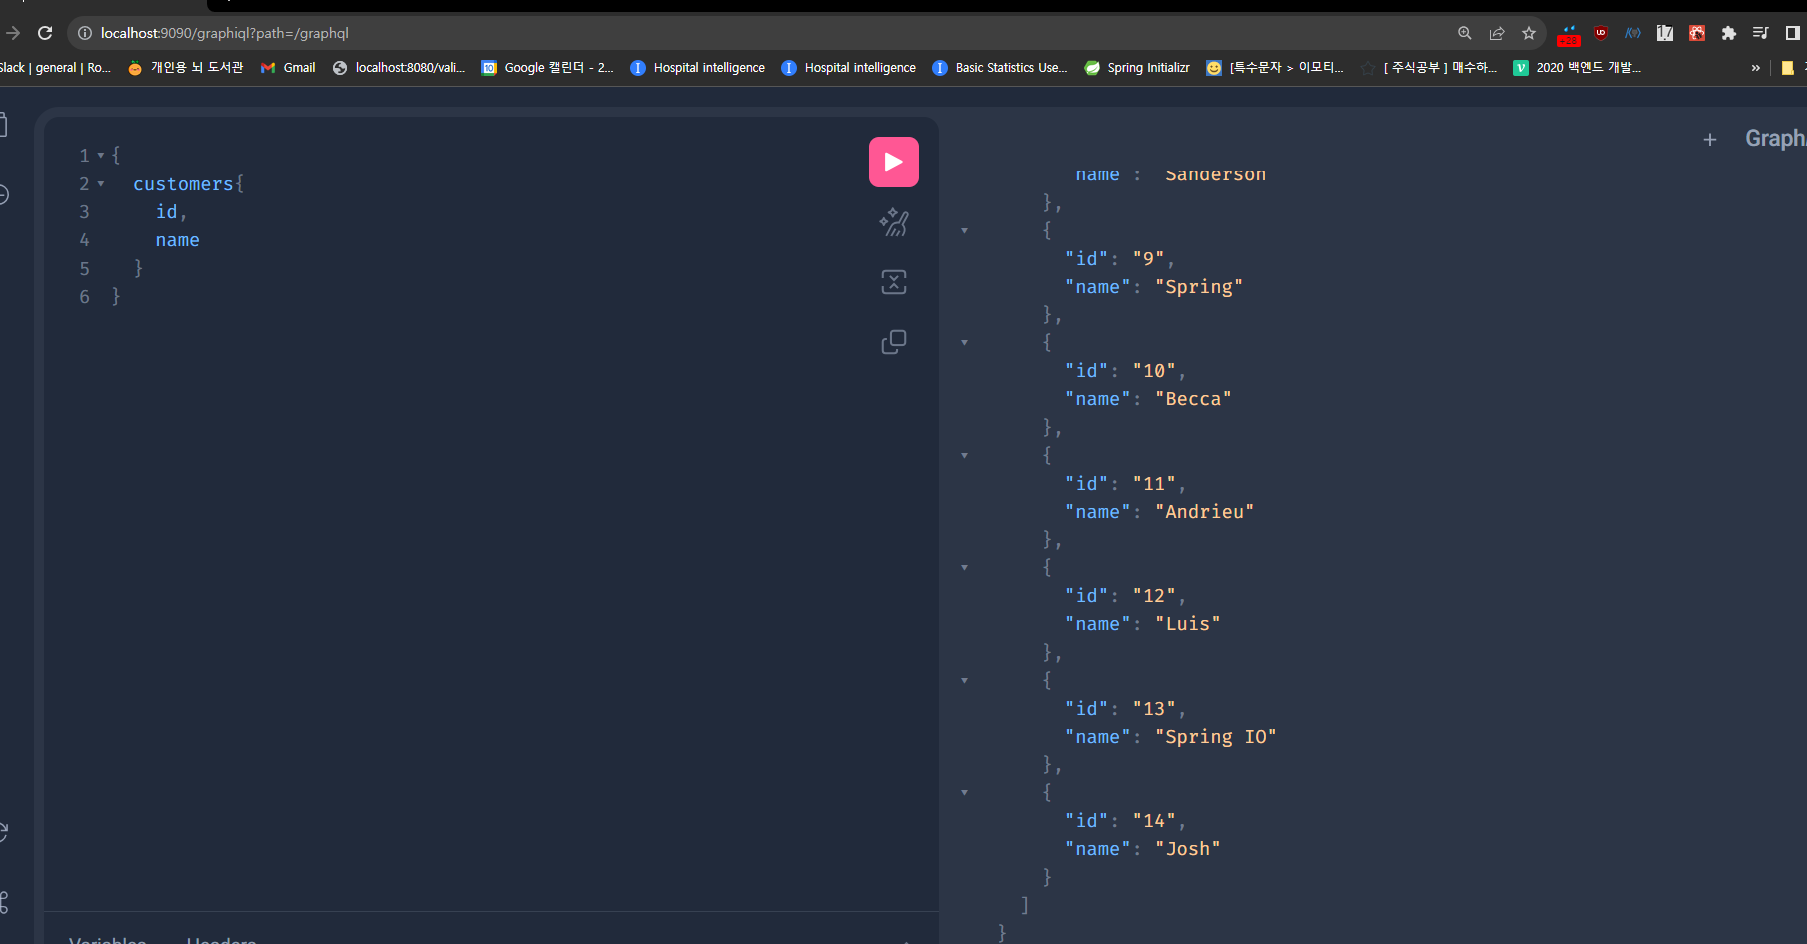 localhost:9090/graphiql?path=/graphql
Slack | general | Ro... 개인용 뇌 도서관 Gmail localhost:8080/vali... Google 캘린더 - 2... Hospital intelligence Hospital intelligence Basic Statistics Use... Spring Initializr [특수문자 > 이모티... [ 주식공부 ] 매수하... 2020 백엔드 개발... »
+ Graph
1 {
2 customers{
3 id,
4 name
5 }
6 }
name : Sanderson
},
{
"id": "9",
"name": "Spring"
},
{
"id": "10",
"name": "Becca"
},
{
"id": "11",
"name": "Andrieu"
},
{
"id": "12",
"name": "Luis"
},
{
"id": "13",
"name": "Spring IO"
},
{
"id": "14",
"name": "Josh"
}
]
}
Variables Headers